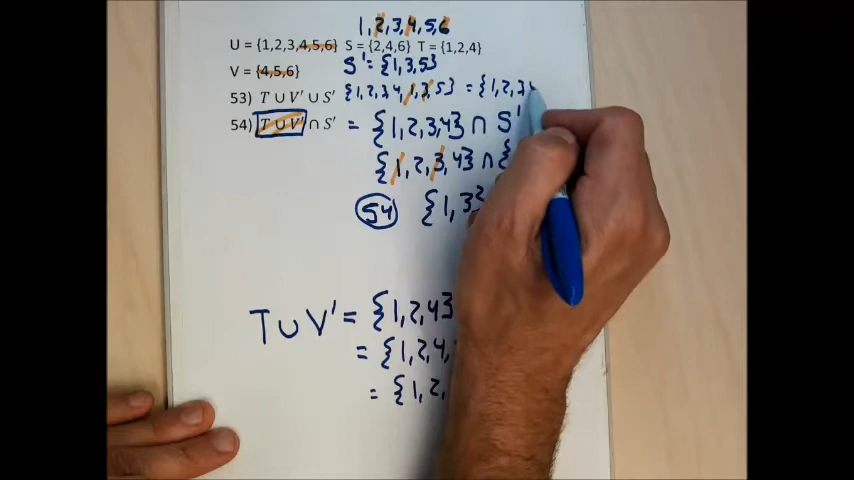 1,2,3,4,5,6
U = {1,2,3,4,5,6} S = {2,4,6} T = {1,2,4}
V = {4,5,6} S' = {1,3,5}
53) T ∪ V' ∪ S' {1,2,3,4,1,3,5} = {1,2,3,
54) T ∪ V' ∩ S' = {1,2,3,4} ∩ S'
{1,2,3,4} ∩ {
54 {1,3
T ∪ V' = {1,2,4}
= {1,2,4,
= {1,2,